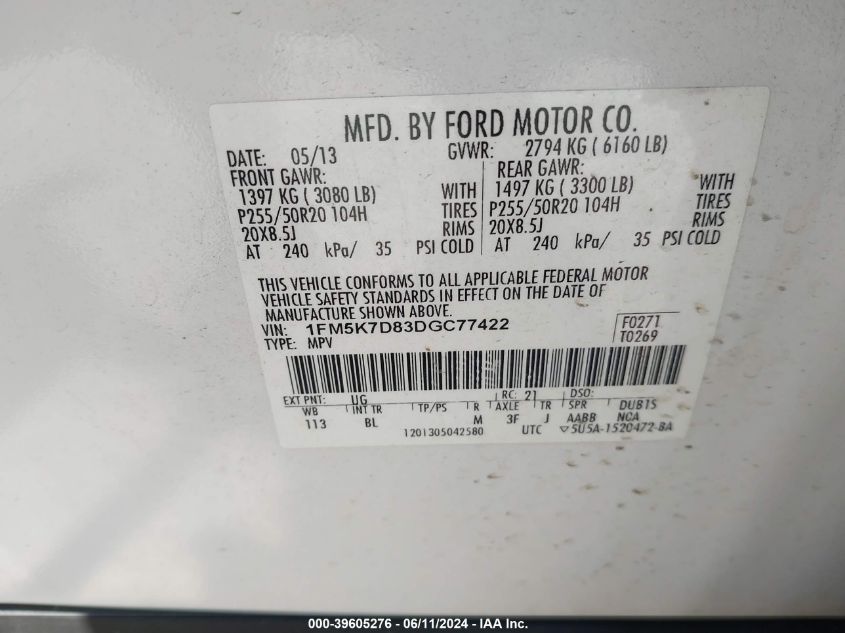 MFD. BY FORD MOTOR CO.
DATE: 05/13 GVWR: 2794 KG ( 6160 LB)
FRONT GAWR: REAR GAWR:
1397 KG ( 3080 LB) WITH 1497 KG ( 3300 LB) WITH
P255/50R20 104H TIRES P255/50R20 104H TIRES
20X8.5J RIMS 20X8.5J RIMS
AT 240 kPa/ 35 PSI COLD AT 240 kPa/ 35 PSI COLD
THIS VEHICLE CONFORMS TO ALL APPLICABLE FEDERAL MOTOR
VEHICLE SAFETY STANDARDS IN EFFECT ON THE DATE OF
MANUFACTURE SHOWN ABOVE.
VIN: 1FM5K7D83DGC77422 F0271
TYPE: MPV T0269
EXT PNT: UG RC: 21 DSO:
WB INT TR TP/PS R AXLE TR SPR DUB1S
113 BL M 3F J AABB NCA
1201305042580 UTC ▽5U5A-1520472-BA
000-39605276 - 06/11/2024 - IAA Inc.